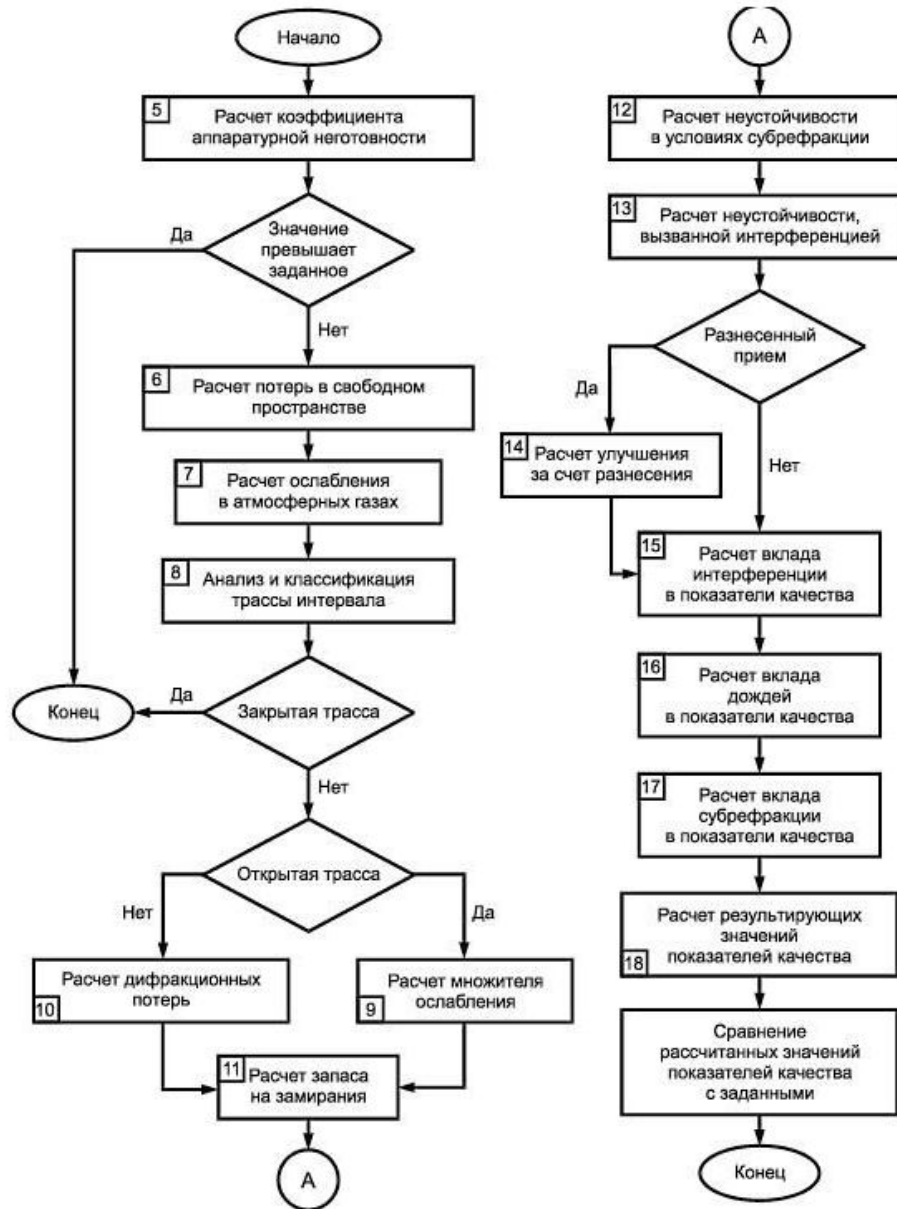 Начало
5
Расчет коэффициента
аппаратурной неготовности
Да
Значение
превышает
заданное
Нет
6
Расчет потерь в свободном
пространстве
7
Расчет ослабления
в атмосферных газах
8
Анализ и классификация
трассы интервала
Конец
Да
Закрытая трасса
Нет
Открытая трасса
Нет
Да
Расчет дифракционных
потерь
10
Расчет множителя
ослабления
9
11
Расчет запаса
на замирания
А
А
12
Расчет неустойчивости
в условиях субрефракции
13
Расчет неустойчивости,
вызванной интерференцией
Разнесенный
прием
Да
Нет
14
Расчет улучшения
за счет разнесения
15
Расчет вклада
интерференции
в показатели качества
16
Расчет вклада
дождей
в показатели качества
17
Расчет вклада
субрефракции
в показатели качества
Расчет результирующих
значений
показателей качества
18
Сравнение
рассчитанных значений
показателей качества
с заданными
Конец